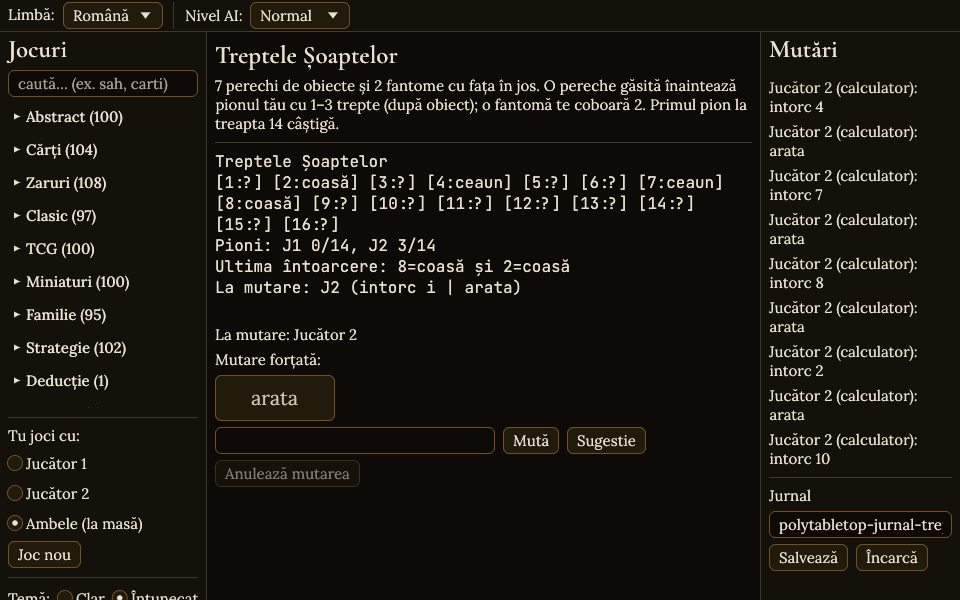 Limbă: Română ▼ Nivel AI: Normal ▼
Jocuri
caută... (ex. sah, carti)
▸ Abstract (100)
▸ Cărți (104)
▸ Zaruri (108)
▸ Clasic (97)
▸ TCG (100)
▸ Miniaturi (100)
▸ Familie (95)
▸ Strategie (102)
▸ Deducție (1)
Tu joci cu:
Jucător 1
Jucător 2
Ambele (la masă)
Joc nou
Temă: Clar Întunecat
Treptele Șoaptelor
7 perechi de obiecte și 2 fantome cu fața în jos. O pereche găsită înaintează
pionul tău cu 1–3 trepte (după obiect); o fantomă te coboară 2. Primul pion la
treapta 14 câștigă.
Treptele Șoaptelor
[1:?] [2:coasă] [3:?] [4:ceaun] [5:?] [6:?] [7:ceaun]
[8:coasă] [9:?] [10:?] [11:?] [12:?] [13:?] [14:?]
[15:?] [16:?]
Pioni: J1 0/14, J2 3/14
Ultima întoarcere: 8=coasă și 2=coasă
La mutare: J2 (intorc i | arata)
La mutare: Jucător 2
Mutare forțată:
arata
Mută Sugestie
Anulează mutarea
Mutări
Jucător 2 (calculator):
intorc 4
Jucător 2 (calculator):
arata
Jucător 2 (calculator):
intorc 7
Jucător 2 (calculator):
arata
Jucător 2 (calculator):
intorc 8
Jucător 2 (calculator):
arata
Jucător 2 (calculator):
intorc 2
Jucător 2 (calculator):
arata
Jucător 2 (calculator):
intorc 10
Jurnal
polytabletop-jurnal-tre
Salvează Încarcă